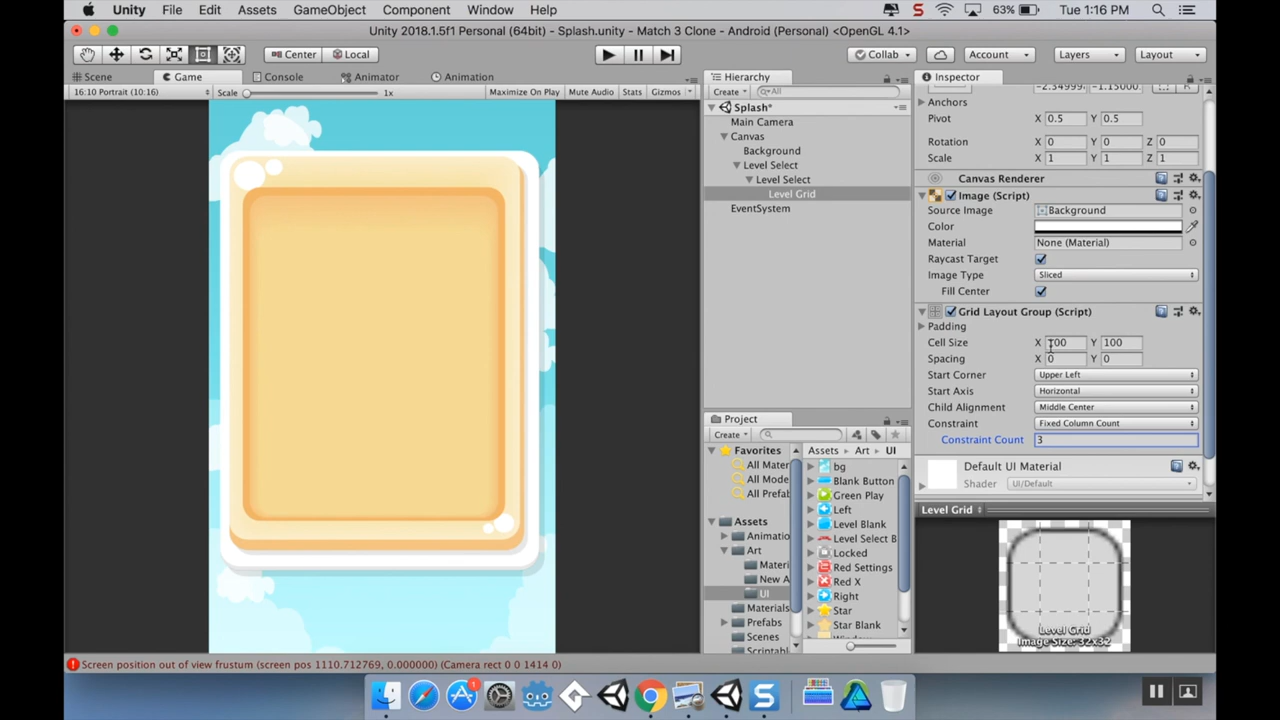 Unity File Edit Assets GameObject Component Window Help 63% Tue 1:16 PM
Unity 2018.1.5f1 Personal (64bit) - Splash.unity - Match 3 Clone - Android (Personal) <OpenGL 4.1>
Center Local Collab Account Layers Layout
Scene Game Console Animator Animation
16:10 Portrait (10:16) Scale 1x Maximize On Play Mute Audio Stats Gizmos
Hierarchy
Create All
Splash*
Main Camera
Canvas
Background
Level Select
Level Select
Level Grid
EventSystem
Project
Create
Favorites
All Mater
All Mode
All Prefab
Assets
Animatio
Art
Materi
New A
UI
Materials
Prefabs
Scenes
Scriptabl
Assets Art UI
bg
Blank Button
Green Play
Left
Level Blank
Level Select B
Locked
Red Settings
Red X
Right
Star
Star Blank
Inspector
Anchors
Pivot X 0.5 Y 0.5
Rotation X 0 Y 0 Z 0
Scale X 1 Y 1 Z 1
Canvas Renderer
Image (Script)
Source Image Background
Color
Material None (Material)
Raycast Target
Image Type Sliced
Fill Center
Grid Layout Group (Script)
Padding
Cell Size X 100 Y 100
Spacing X 0 Y 0
Start Corner Upper Left
Start Axis Horizontal
Child Alignment Middle Center
Constraint Fixed Column Count
Constraint Count 3
Default UI Material
Shader UI/Default
Level Grid
Level Grid
Image Size: 32x32
Screen position out of view frustum (screen pos 1110.712769, 0.000000) (Camera rect 0 0 1414 0)